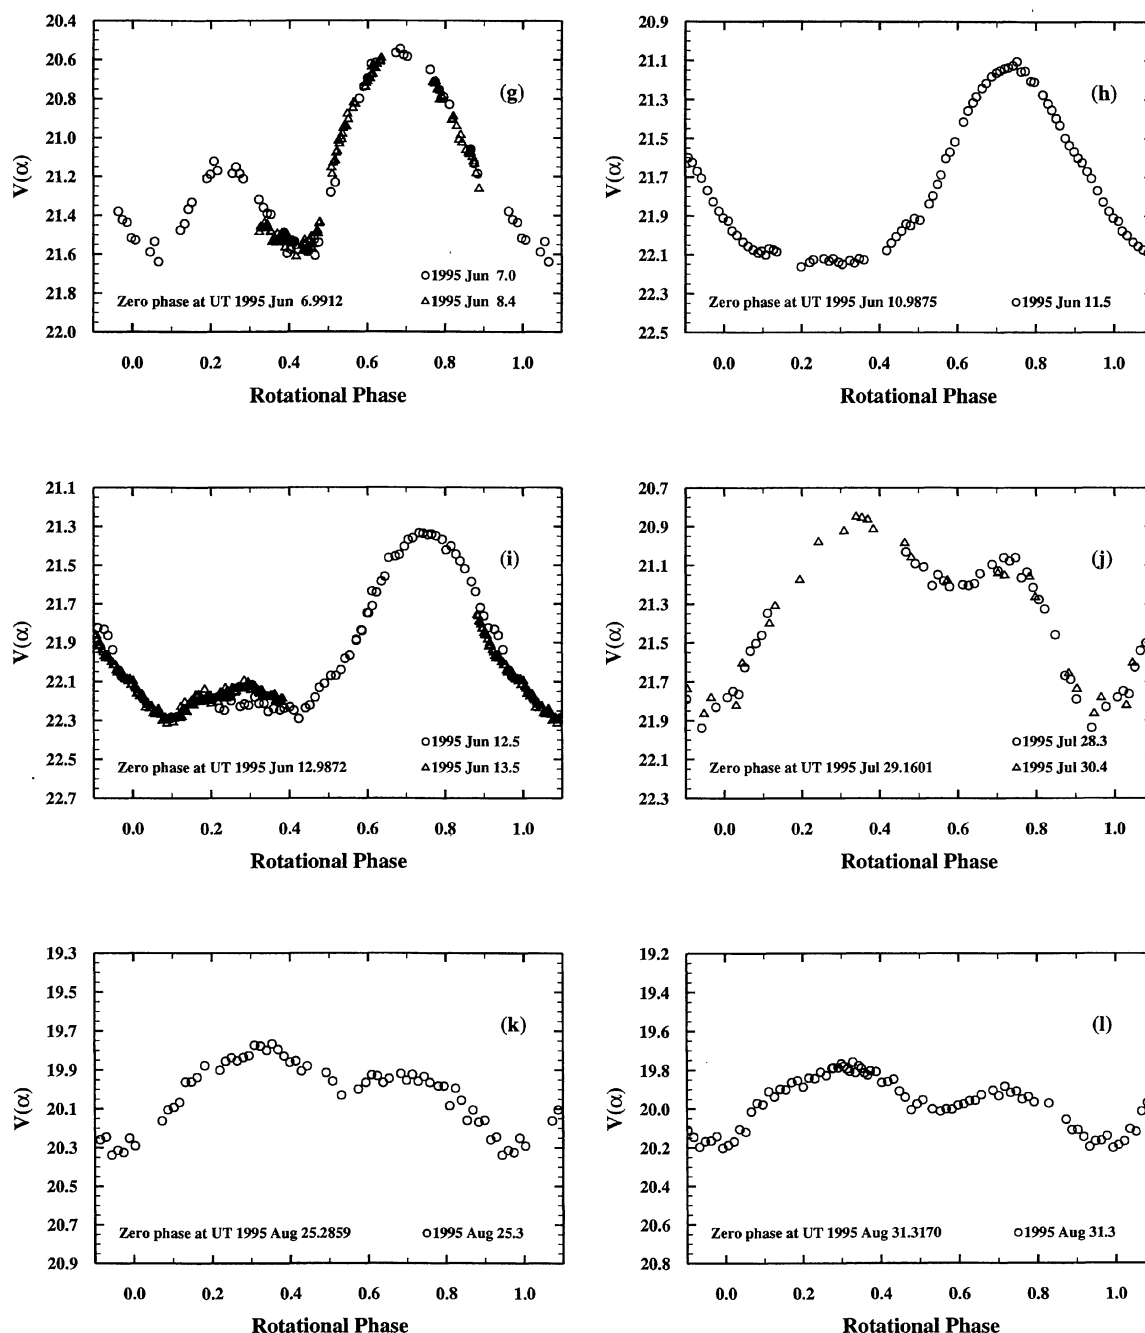 20.4
20.6
20.8
21.0
21.2
21.4
21.6
21.8
22.0
V(α)
(g)
1995 Jun 7.0
1995 Jun 8.4
Zero phase at UT 1995 Jun 6.9912
0.0 0.2 0.4 0.6 0.8 1.0
Rotational Phase
20.9
21.1
21.3
21.5
21.7
21.9
22.1
22.3
22.5
V(α)
(h)
Zero phase at UT 1995 Jun 10.9875
1995 Jun 11.5
0.0 0.2 0.4 0.6 0.8 1.0
Rotational Phase
21.1
21.3
21.5
21.7
21.9
22.1
22.3
22.5
22.7
V(α)
(i)
1995 Jun 12.5
1995 Jun 13.5
Zero phase at UT 1995 Jun 12.9872
0.0 0.2 0.4 0.6 0.8 1.0
Rotational Phase
20.7
20.9
21.1
21.3
21.5
21.7
21.9
22.1
22.3
V(α)
(j)
1995 Jul 28.3
1995 Jul 30.4
Zero phase at UT 1995 Jul 29.1601
0.0 0.2 0.4 0.6 0.8 1.0
Rotational Phase
19.3
19.5
19.7
19.9
20.1
20.3
20.5
20.7
20.9
V(α)
(k)
Zero phase at UT 1995 Aug 25.2859
1995 Aug 25.3
0.0 0.2 0.4 0.6 0.8 1.0
Rotational Phase
19.2
19.4
19.6
19.8
20.0
20.2
20.4
20.6
20.8
V(α)
(l)
Zero phase at UT 1995 Aug 31.3170
1995 Aug 31.3
0.0 0.2 0.4 0.6 0.8 1.0
Rotational Phase